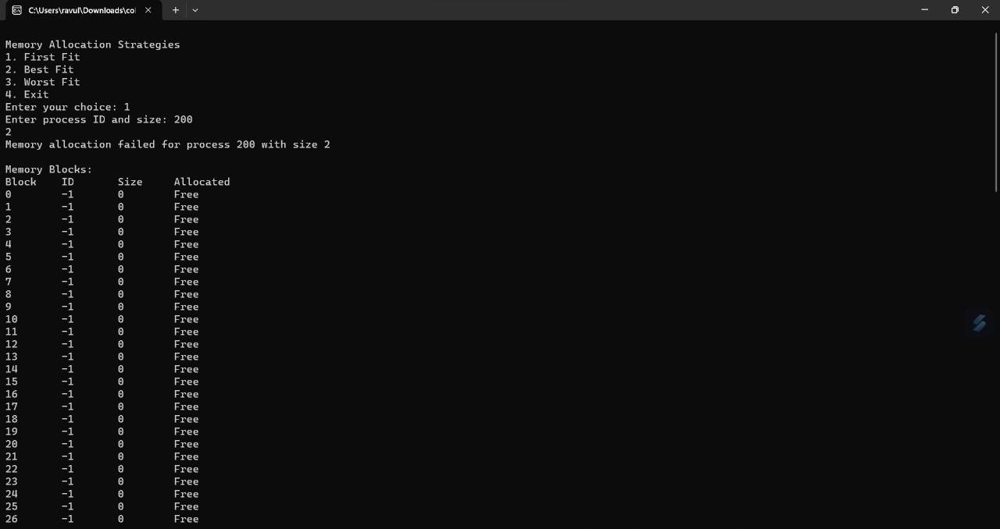 C:\Users\ravul\Downloads\co
Memory Allocation Strategies
1. First Fit
2. Best Fit
3. Worst Fit
4. Exit
Enter your choice: 1
Enter process ID and size: 200
2
Memory allocation failed for process 200 with size 2
Memory Blocks:
Block ID Size Allocated
0 -1 0 Free
1 -1 0 Free
2 -1 0 Free
3 -1 0 Free
4 -1 0 Free
5 -1 0 Free
6 -1 0 Free
7 -1 0 Free
8 -1 0 Free
9 -1 0 Free
10 -1 0 Free
11 -1 0 Free
12 -1 0 Free
13 -1 0 Free
14 -1 0 Free
15 -1 0 Free
16 -1 0 Free
17 -1 0 Free
18 -1 0 Free
19 -1 0 Free
20 -1 0 Free
21 -1 0 Free
22 -1 0 Free
23 -1 0 Free
24 -1 0 Free
25 -1 0 Free
26 -1 0 Free